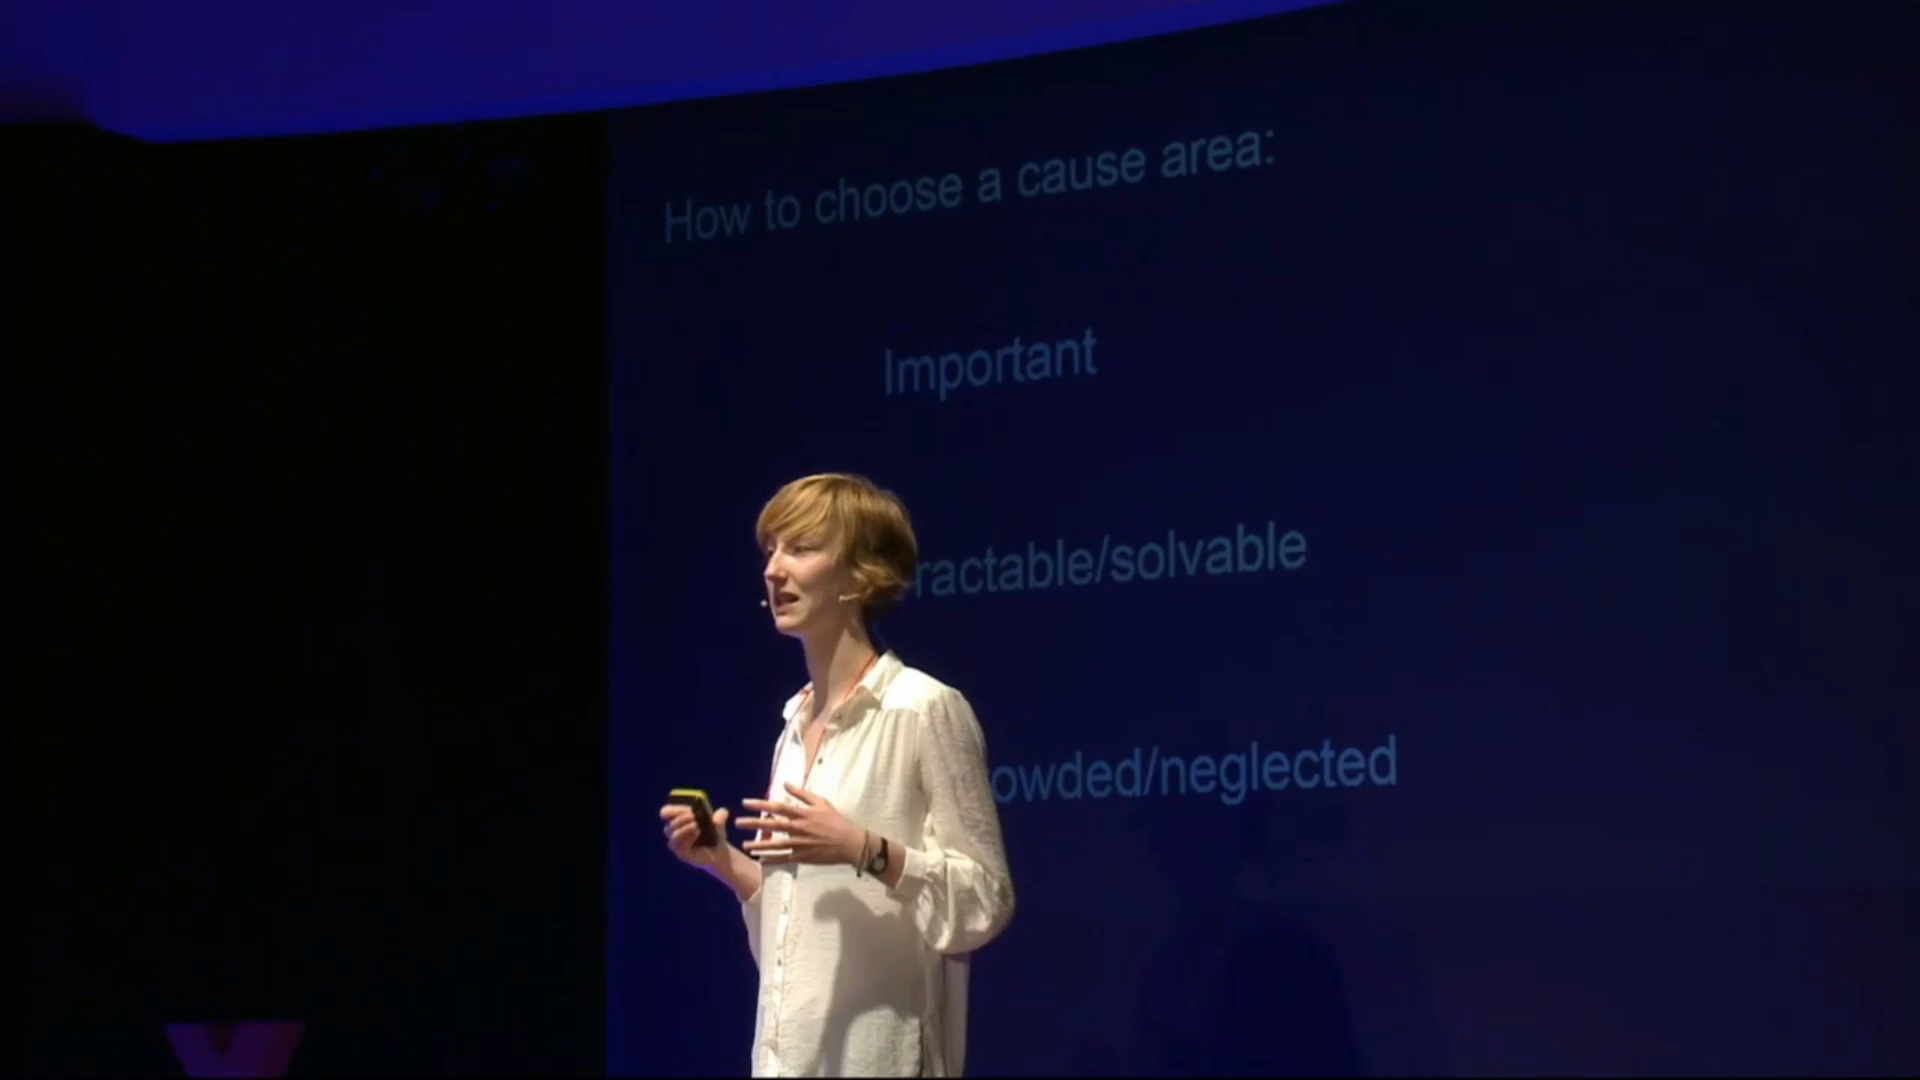 How to choose a cause area:
Important
ractable/solvable
owded/neglected